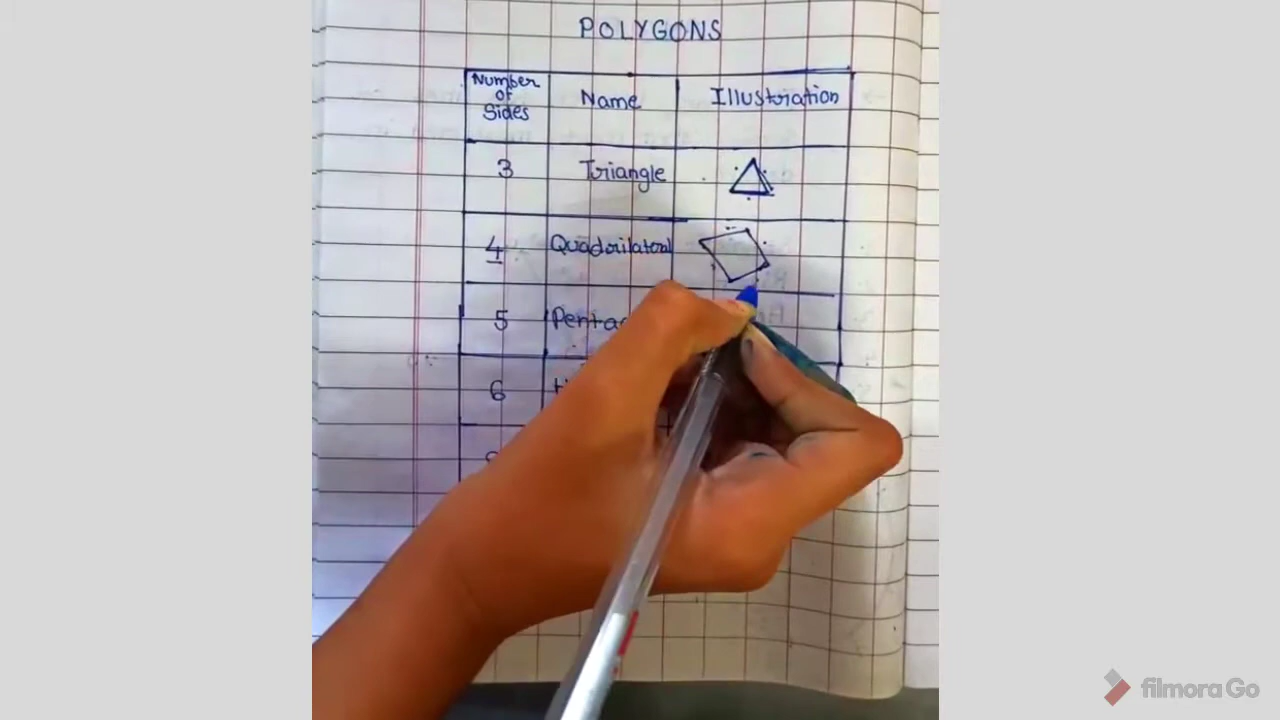 POLYGONS
Number of Sides Name Illustration
3 Triangle
4 Quadrilateral
5
6
filmora Go